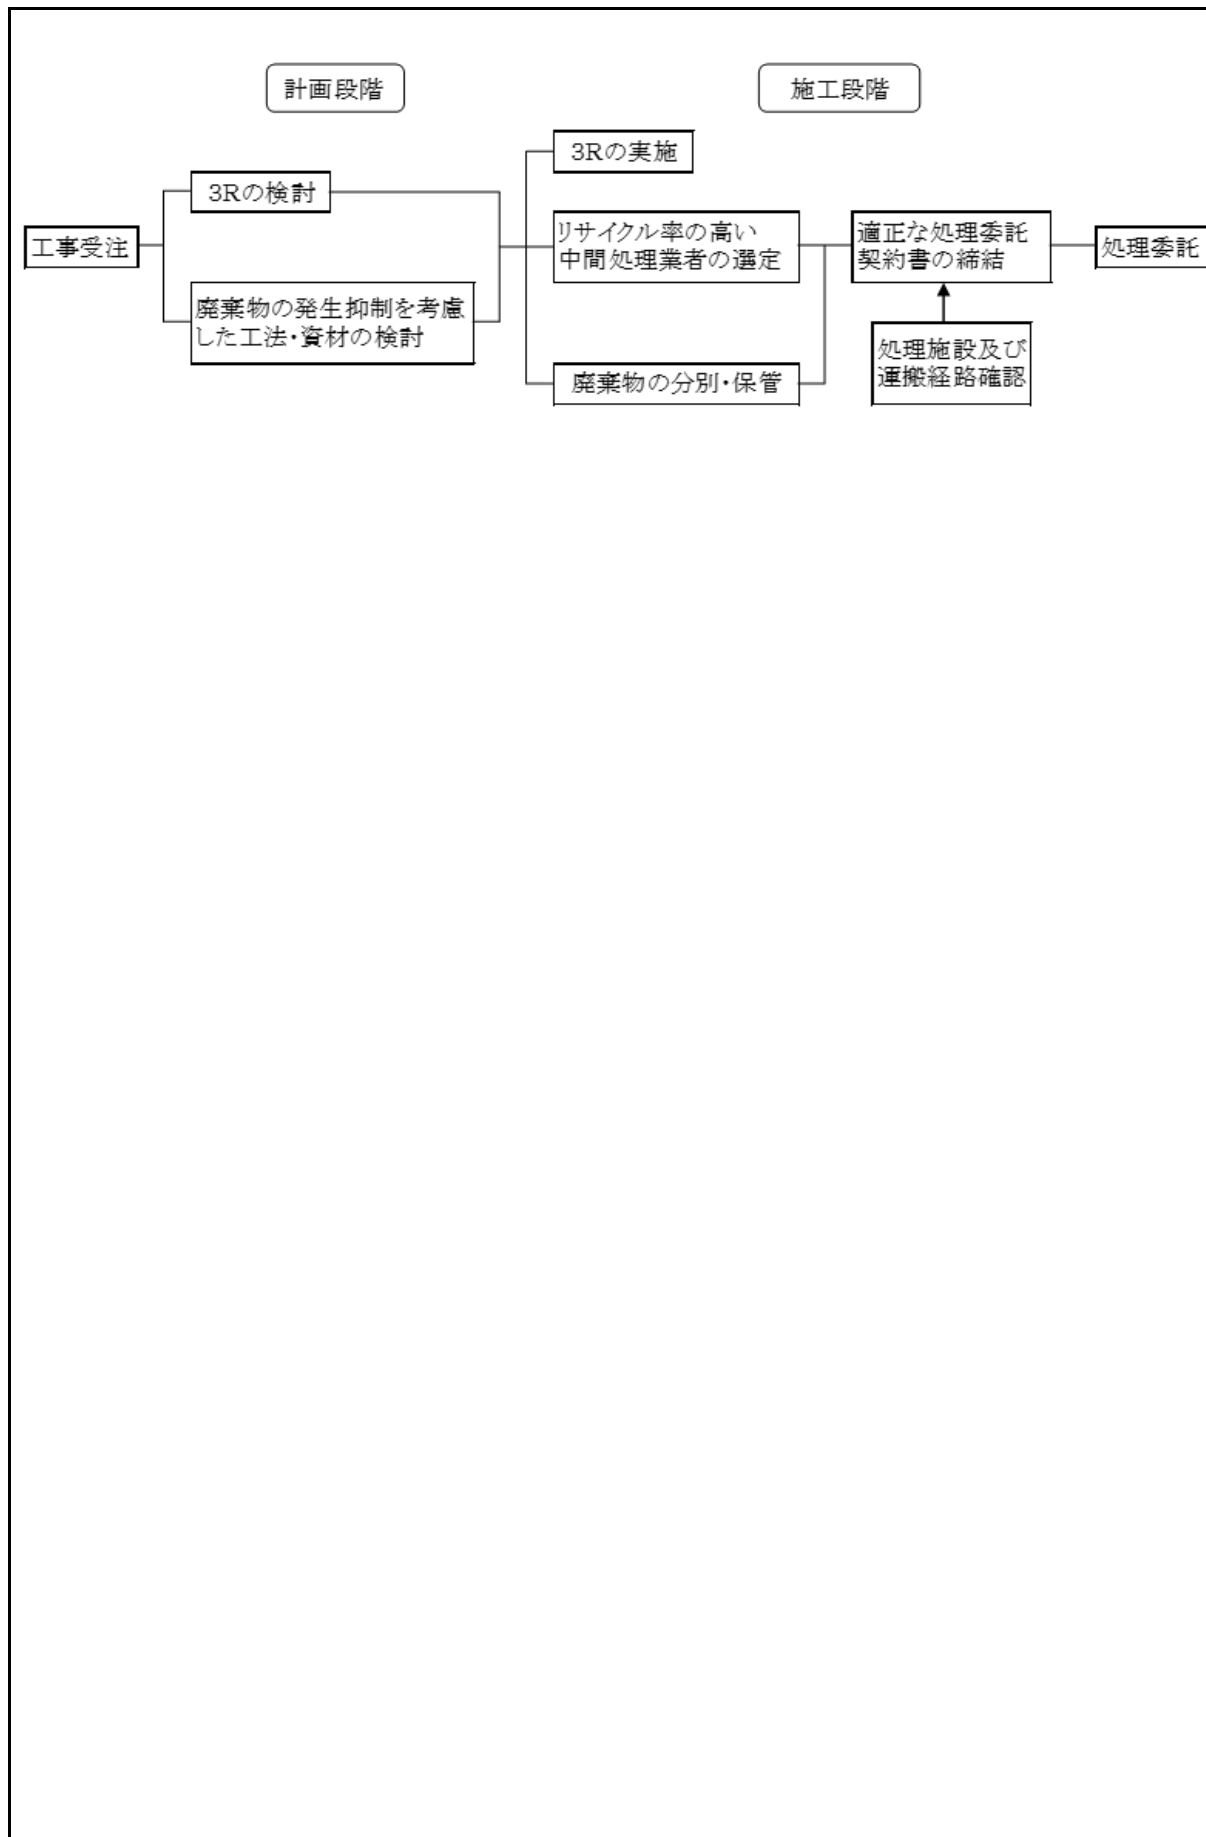 計画段階
施工段階
工事受注
3Rの検討
廃棄物の発生抑制を考慮
した工法・資材の検討
3Rの実施
リサイクル率の高い
中間処理業者の選定
廃棄物の分別・保管
適正な処理委託
契約書の締結
処理施設及び
運搬経路確認
処理委託